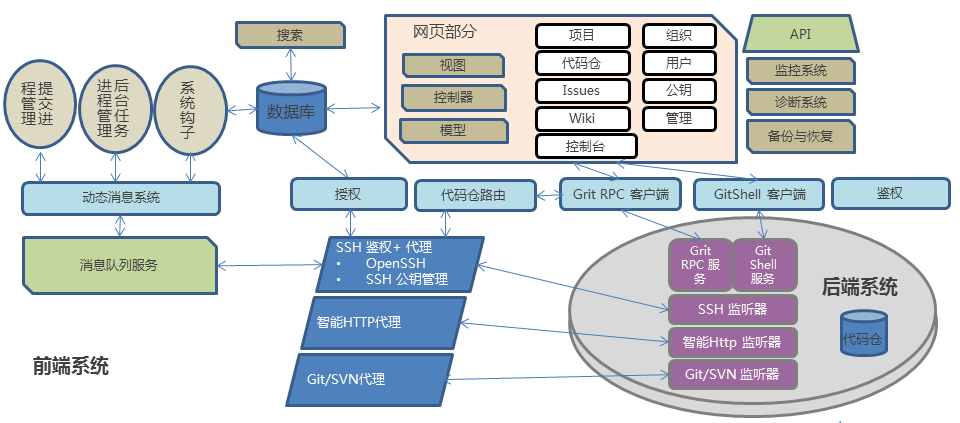 搜索
网页部分
视图
控制器
模型
项目
代码仓
Issues
Wiki
控制台
组织
用户
公钥
管理
API
监控系统
诊断系统
备份与恢复
提交进
程管理
后台任务
进程管理
系统
钩子
数据库
动态消息系统
授权
代码仓路由
Grit RPC 客户端
GitShell 客户端
鉴权
消息队列服务
SSH 鉴权+ 代理
• OpenSSH
• SSH 公钥管理
智能HTTP代理
Git/SVN代理
前端系统
Grit
RPC 服
务
Git
Shell
服务
SSH 监听器
智能Http 监听器
Git/SVN 监听器
后端系统
代码仓